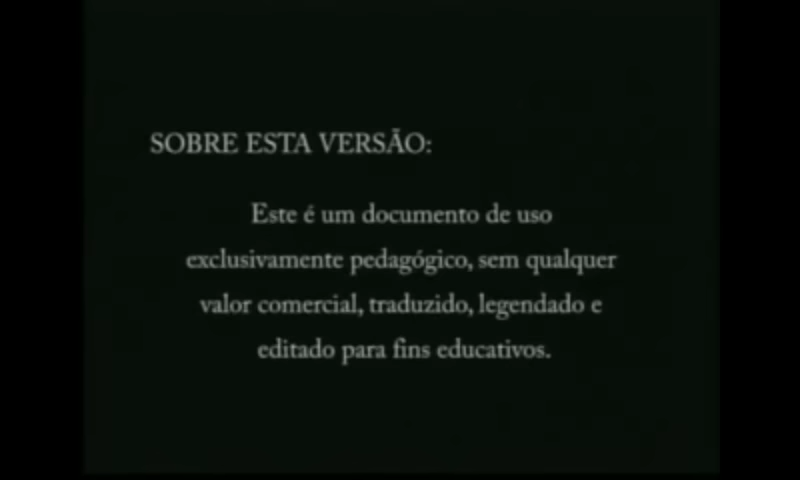 SOBRE ESTA VERSÃO:
Este é um documento de uso
exclusivamente pedagógico, sem qualquer
valor comercial, traduzido, legendado e
editado para fins educativos.